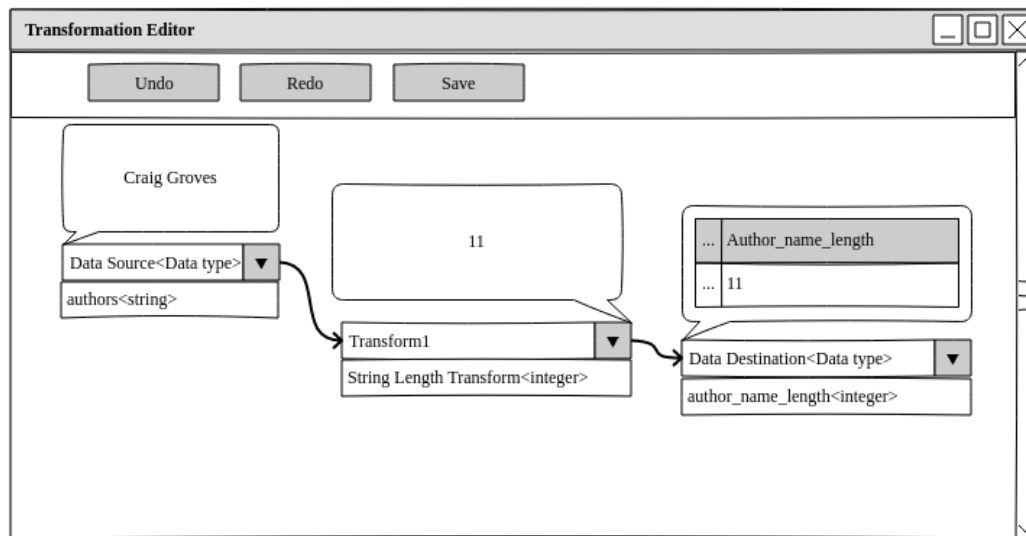 Transformation Editor
Undo Redo Save
Craig Groves
11
... Author_name_length
... 11
Data Source<Data type>
authors<string>
Transform1
String Length Transform<integer>
Data Destination<Data type>
author_name_length<integer>